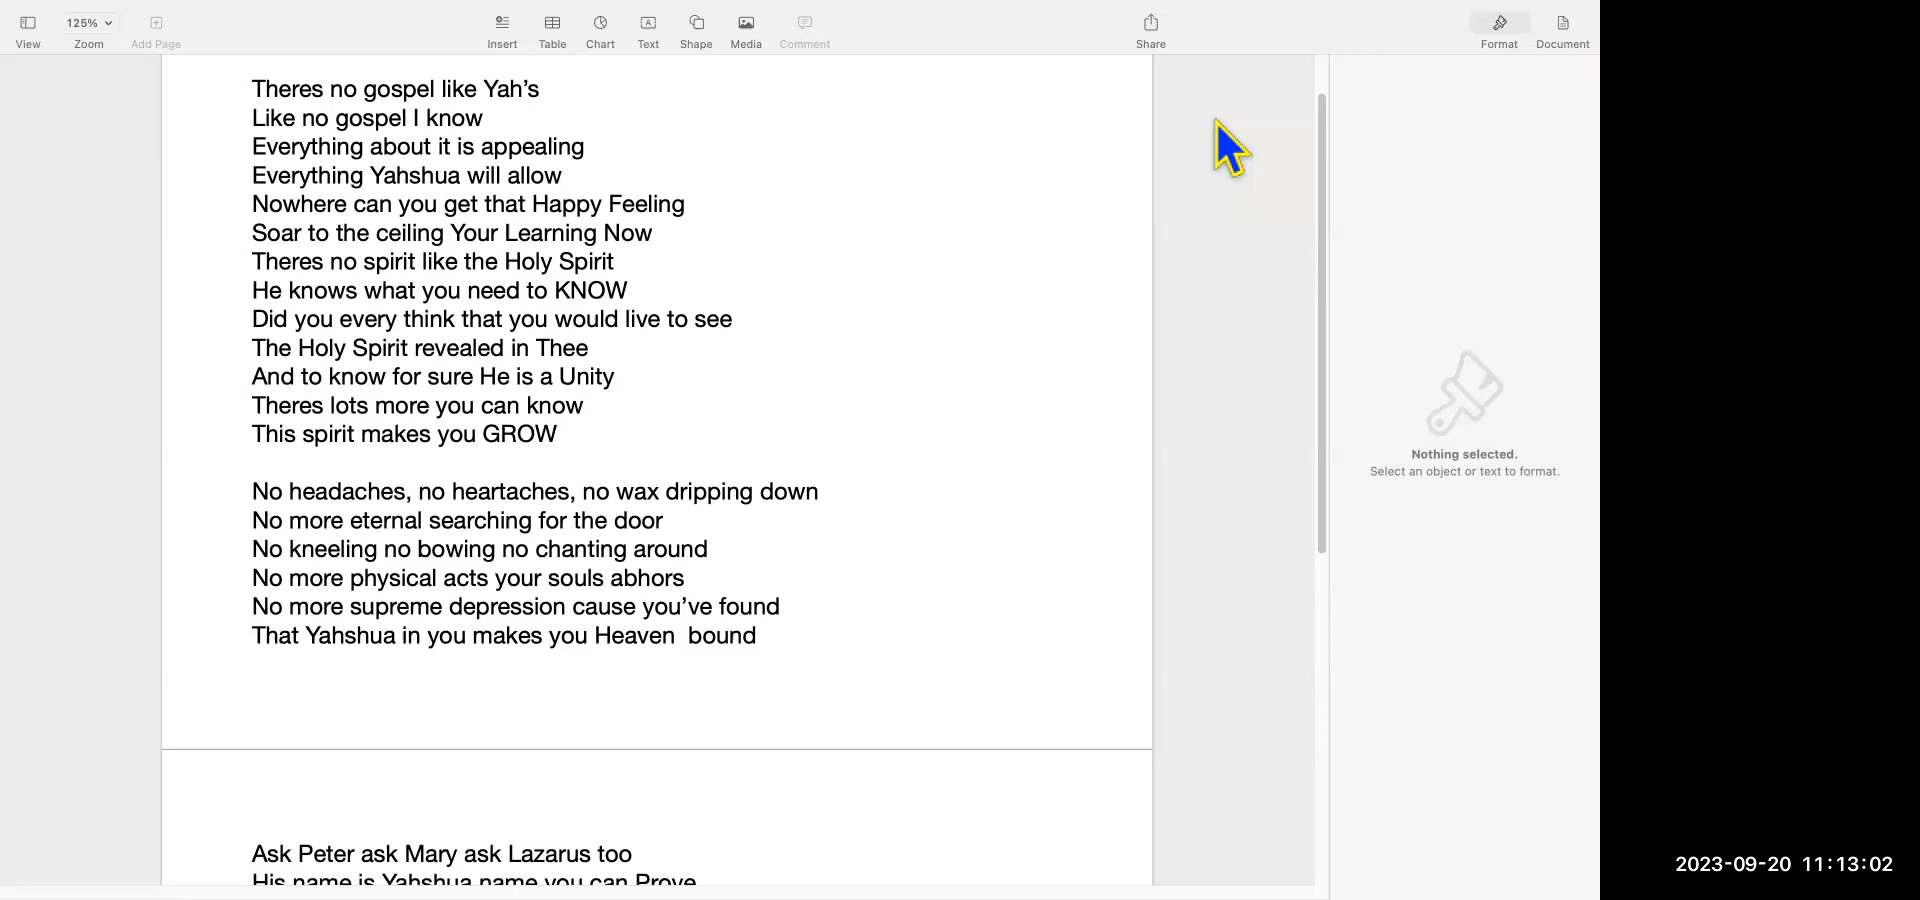 125%
View
Zoom
Add Page
Insert
Table
Chart
Text
Shape
Media
Comment
Share
Format
Document
Theres no gospel like Yah’s
Like no gospel I know
Everything about it is appealing
Everything Yahshua will allow
Nowhere can you get that Happy Feeling
Soar to the ceiling Your Learning Now
Theres no spirit like the Holy Spirit
He knows what you need to KNOW
Did you every think that you would live to see
The Holy Spirit revealed in Thee
And to know for sure He is a Unity
Theres lots more you can know
This spirit makes you GROW
No headaches, no heartaches, no wax dripping down
No more eternal searching for the door
No kneeling no bowing no chanting around
No more physical acts your souls abhors
No more supreme depression cause you’ve found
That Yahshua in you makes you Heaven  bound
Ask Peter ask Mary ask Lazarus too
His name is Yahshua name you can Prove
Nothing selected.
Select an object or text to format.
2023-09-20 11:13:02